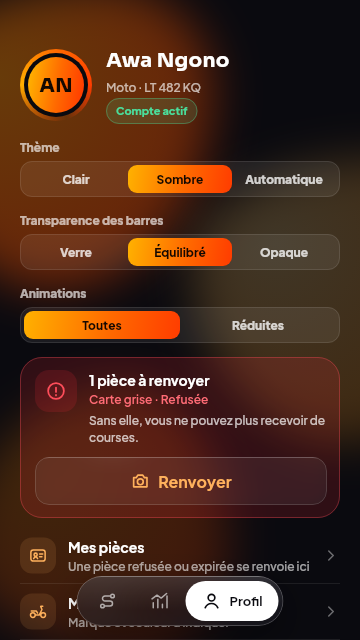 Awa Ngono
AN
Moto · LT 482 KQ
Compte actif
Thème
Clair
Sombre
Automatique
Transparence des barres
Verre
Équilibré
Opaque
Animations
Toutes
Réduites
1 pièce à renvoyer
Carte grise · Refusée
Sans elle, vous ne pouvez plus recevoir de
courses.
Renvoyer
Mes pièces
Une pièce refusée ou expirée se renvoie ici
Profil